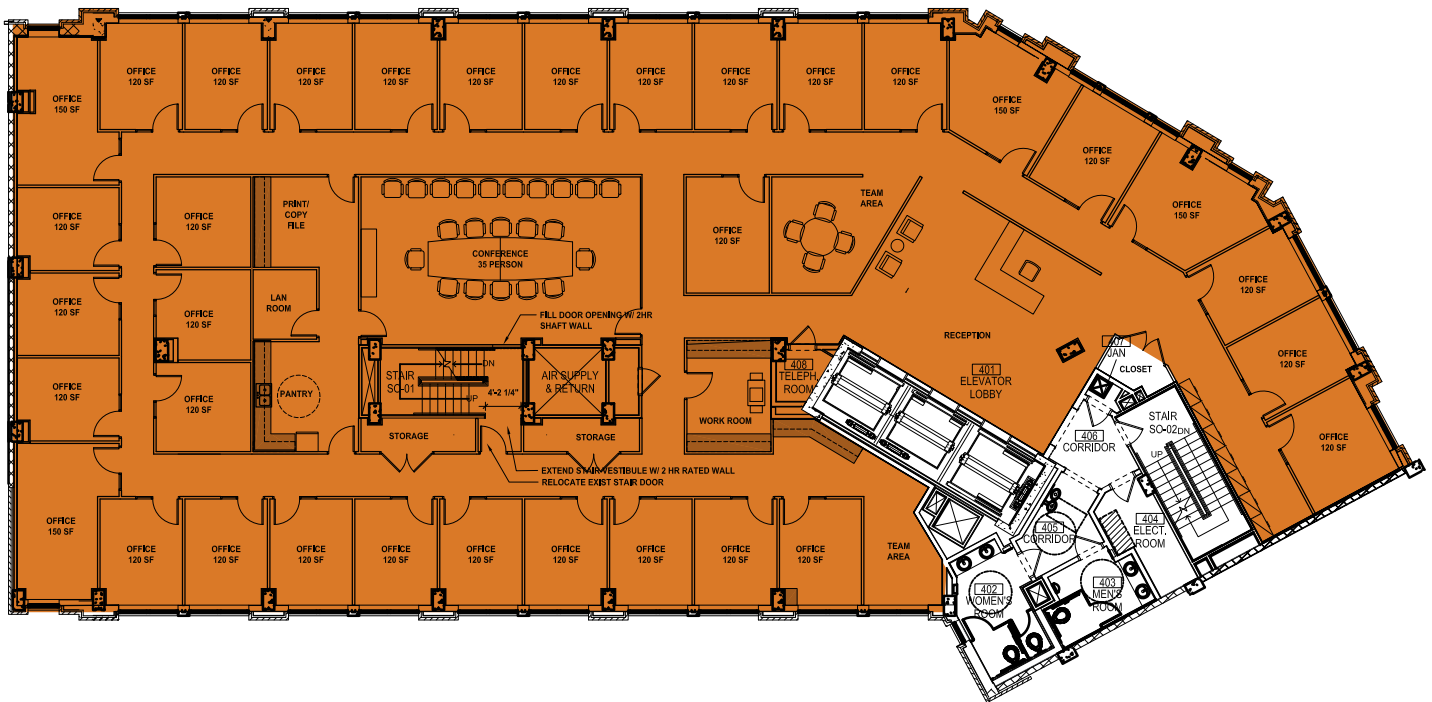 OFFICE
120 SF
OFFICE
120 SF
OFFICE
120 SF
OFFICE
120 SF
OFFICE
120 SF
OFFICE
120 SF
OFFICE
120 SF
OFFICE
120 SF
OFFICE
120 SF
OFFICE
120 SF
OFFICE
150 SF
OFFICE
150 SF
OFFICE
120 SF
OFFICE
150 SF
OFFICE
120 SF
OFFICE
120 SF
OFFICE
120 SF
OFFICE
120 SF
OFFICE
120 SF
PRINT/
COPY
FILE
CONFERENCE
35 PERSON
OFFICE
120 SF
TEAM
AREA
OFFICE
120 SF
OFFICE
120 SF
LAN
ROOM
FILL DOOR OPENING W/ 2HR
SHAFT WALL
RECEPTION
401
ELEVATOR
LOBBY
407
JAN
CLOSET
408
TELEPH.
ROOM
STAIR
SO-01
DN
UP
4'-2 1/4"
AIR SUPPLY
& RETURN
OFFICE
120 SF
OFFICE
120 SF
PANTRY
STORAGE
STORAGE
WORK ROOM
EXTEND STAIR VESTIBULE W/ 2 HR RATED WALL
RELOCATE EXIST STAIR DOOR
406
CORRIDOR
STAIR
SO-02
DN
UP
OFFICE
150 SF
OFFICE
120 SF
OFFICE
120 SF
OFFICE
120 SF
OFFICE
120 SF
OFFICE
120 SF
OFFICE
120 SF
OFFICE
120 SF
OFFICE
120 SF
OFFICE
120 SF
TEAM
AREA
405
CORRIDOR
404
ELECT.
ROOM
402
WOMEN'S
ROOM
403
MEN'S
ROOM